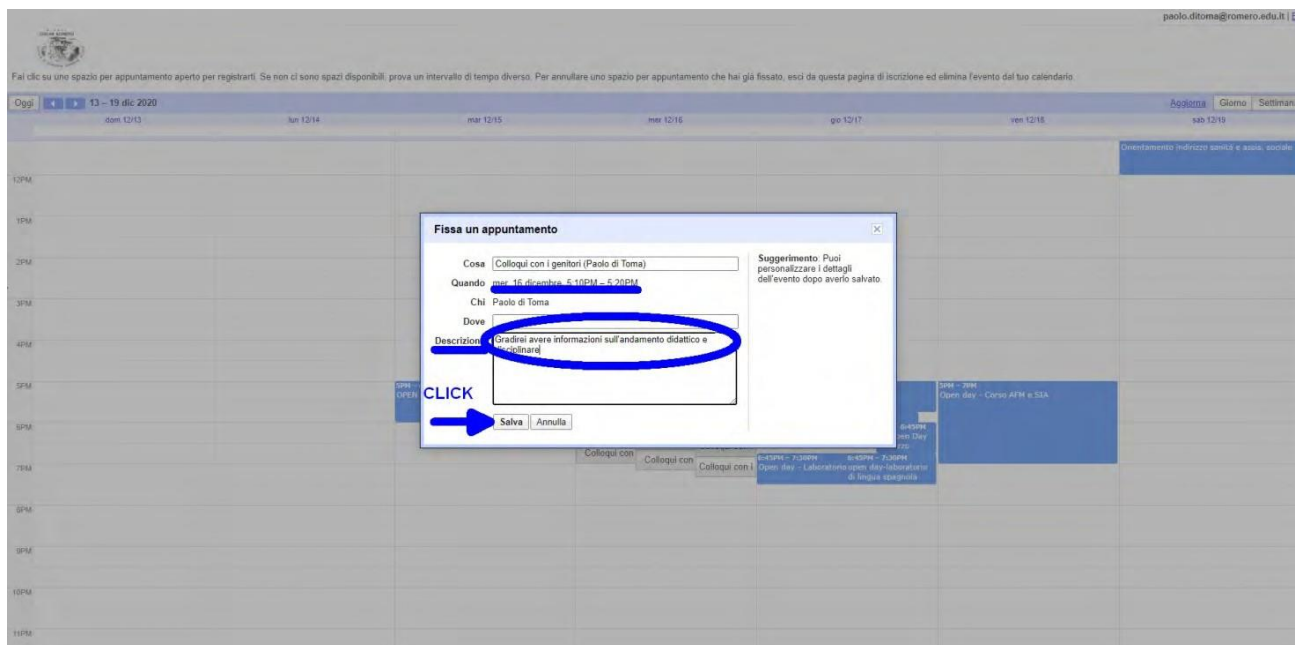 paolo.ditoma@romero.edu.it |
Fai clic su uno spazio per appuntamento aperto per registrarti. Se non ci sono spazi disponibili, prova un intervallo di tempo diverso. Per annullare uno spazio per appuntamento che hai già fissato, esci da questa pagina di iscrizione ed elimina l'evento dal tuo calendario.
Oggi 13 – 19 dic 2020 Aggiorna Giorno Settiman
dom 12/13 lun 12/14 mar 12/15 mer 12/16 gio 12/17 ven 12/18 sab 12/19
Orientamento indirizzo sanità e assis. sociale
12PM
1PM
Fissa un appuntamento
Cosa Colloqui con i genitori (Paolo di Toma)
Suggerimento: Puoi
personalizzare i dettagli
dell'evento dopo averlo salvato.
2PM
Quando mer, 16 dicembre, 5:10PM – 5:20PM
3PM
Chi Paolo di Toma
Dove
4PM
Descrizion Gradirei avere informazioni sull'andamento didattico e
disciplinare
5PM
5PM
OPEN
5PM – 7PM
Open day - Corso AFM e SIA
CLICK
Salva Annulla
6PM
6:45PM
Colloqui con
Colloqui con
Colloqui con i
7PM
6:45PM – 7:30PM
Open day - Laboratorio
6:45PM – 7:30PM
open day-laboratorio
di lingua spagnola
8PM
9PM
10PM
11PM